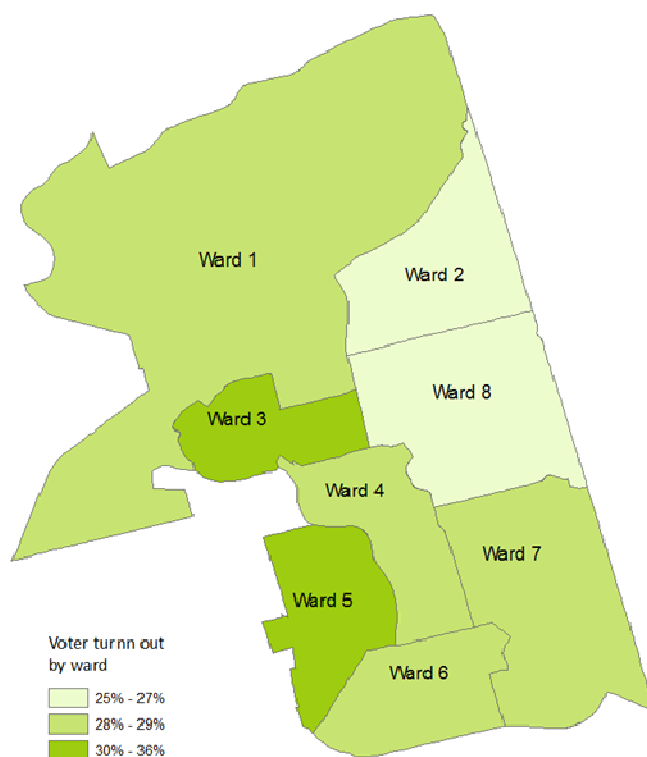 Ward 1
Ward 2
Ward 8
Ward 3
Ward 4
Ward 7
Ward 5
Ward 6
Voter turnn out
by ward
25% - 27%
28% - 29%
30% - 36%